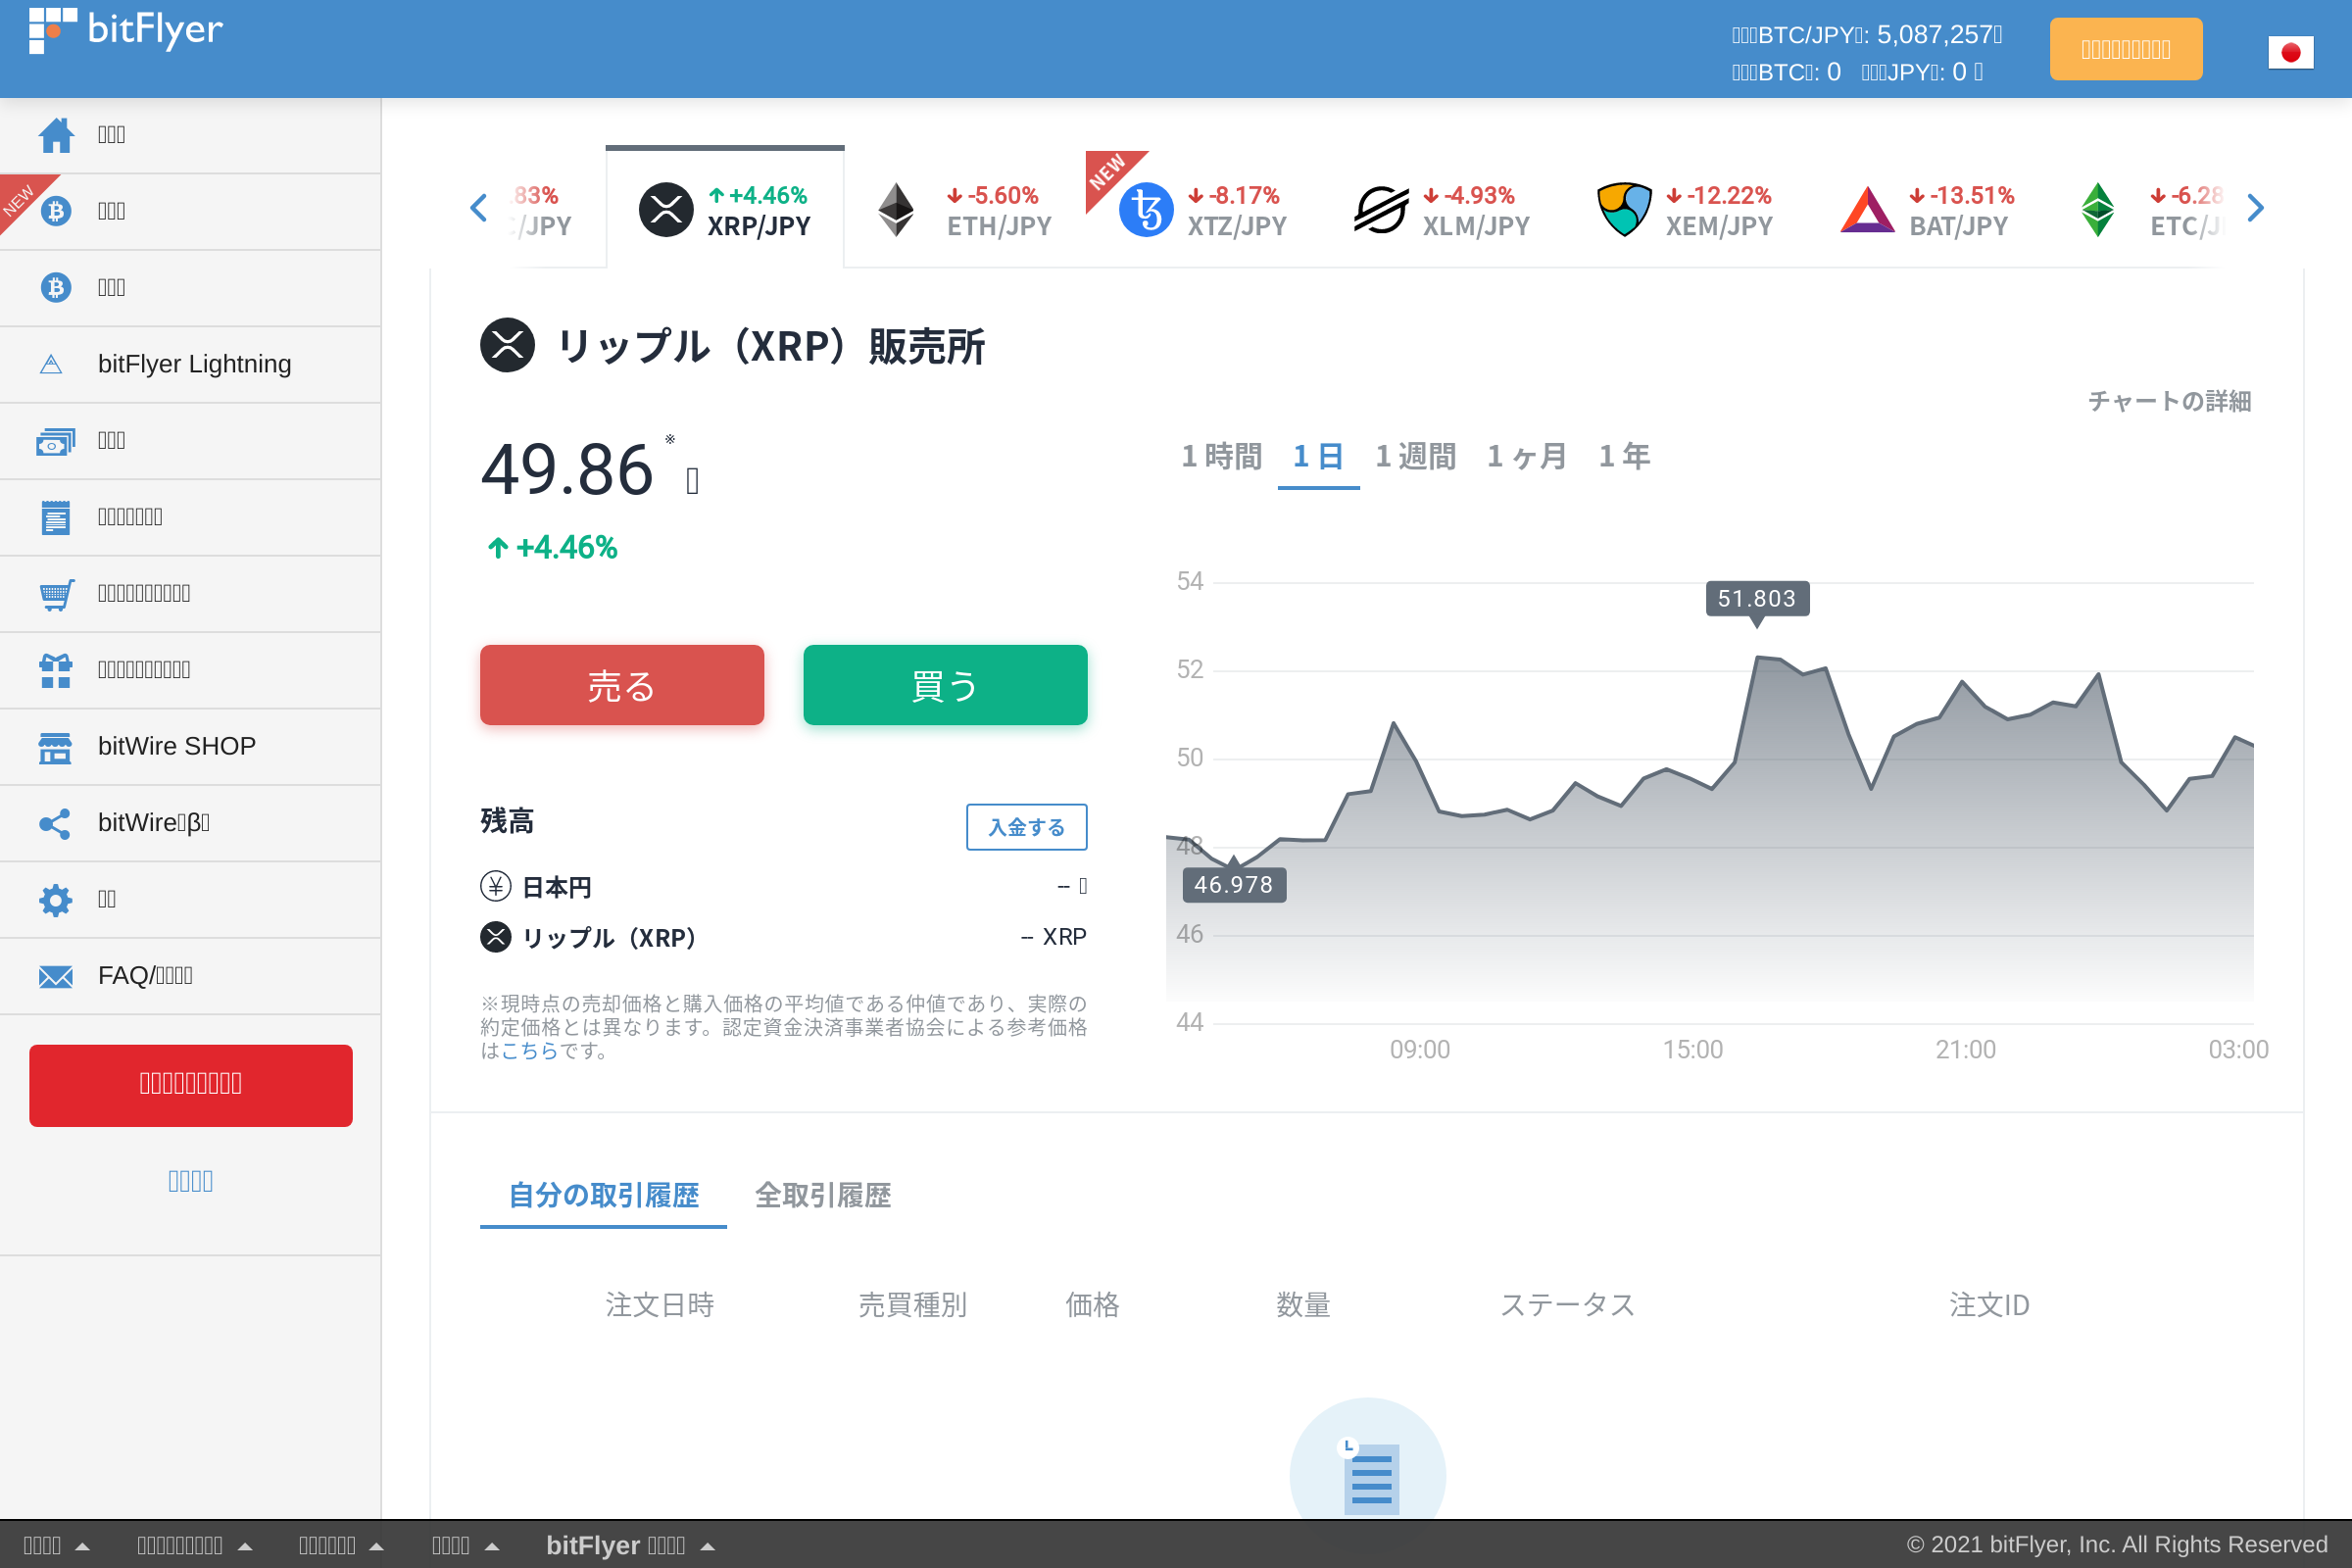 bitFlyer
BTC/JPY : 5,087,257
BTC : 0 JPY : 0
NEW
bitFlyer Lightning
bitWire SHOP
bitWire β
FAQ/
.83%
/JPY
+4.46%
XRP/JPY
-5.60%
ETH/JPY
NEW
-8.17%
XTZ/JPY
-4.93%
XLM/JPY
-12.22%
XEM/JPY
-13.51%
BAT/JPY
-6.28
ETC/J
リップル（XRP）販売所
チャートの詳細
49.86 ※
+4.46%
1 時間 1 日 1 週間 1 ヶ月 1 年
売る 買う
残高 入金する
日本円 --
リップル（XRP） -- XRP
※現時点の売却価格と購入価格の平均値である仲値であり、実際の
約定価格とは異なります。認定資金決済事業者協会による参考価格
はこちらです。
54
52
50
48
46
44
51.803
46.978
09:00 15:00 21:00 03:00
自分の取引履歴 全取引履歴
注文日時 売買種別 価格 数量 ステータス 注文ID
bitFlyer
© 2021 bitFlyer, Inc. All Rights Reserved